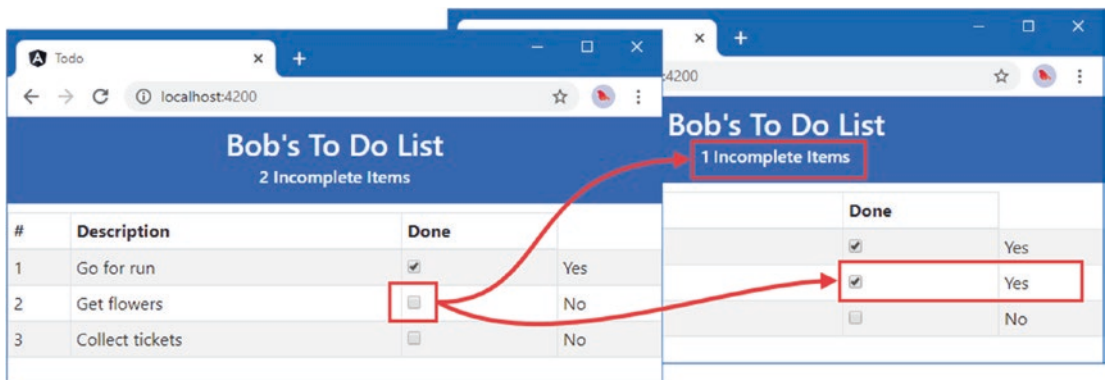 Todo
localhost:4200
Bob's To Do List
2 Incomplete Items
# Description Done
1 Go for run Yes
2 Get flowers No
3 Collect tickets No
:4200
Bob's To Do List
1 Incomplete Items
Done
Yes
Yes
No